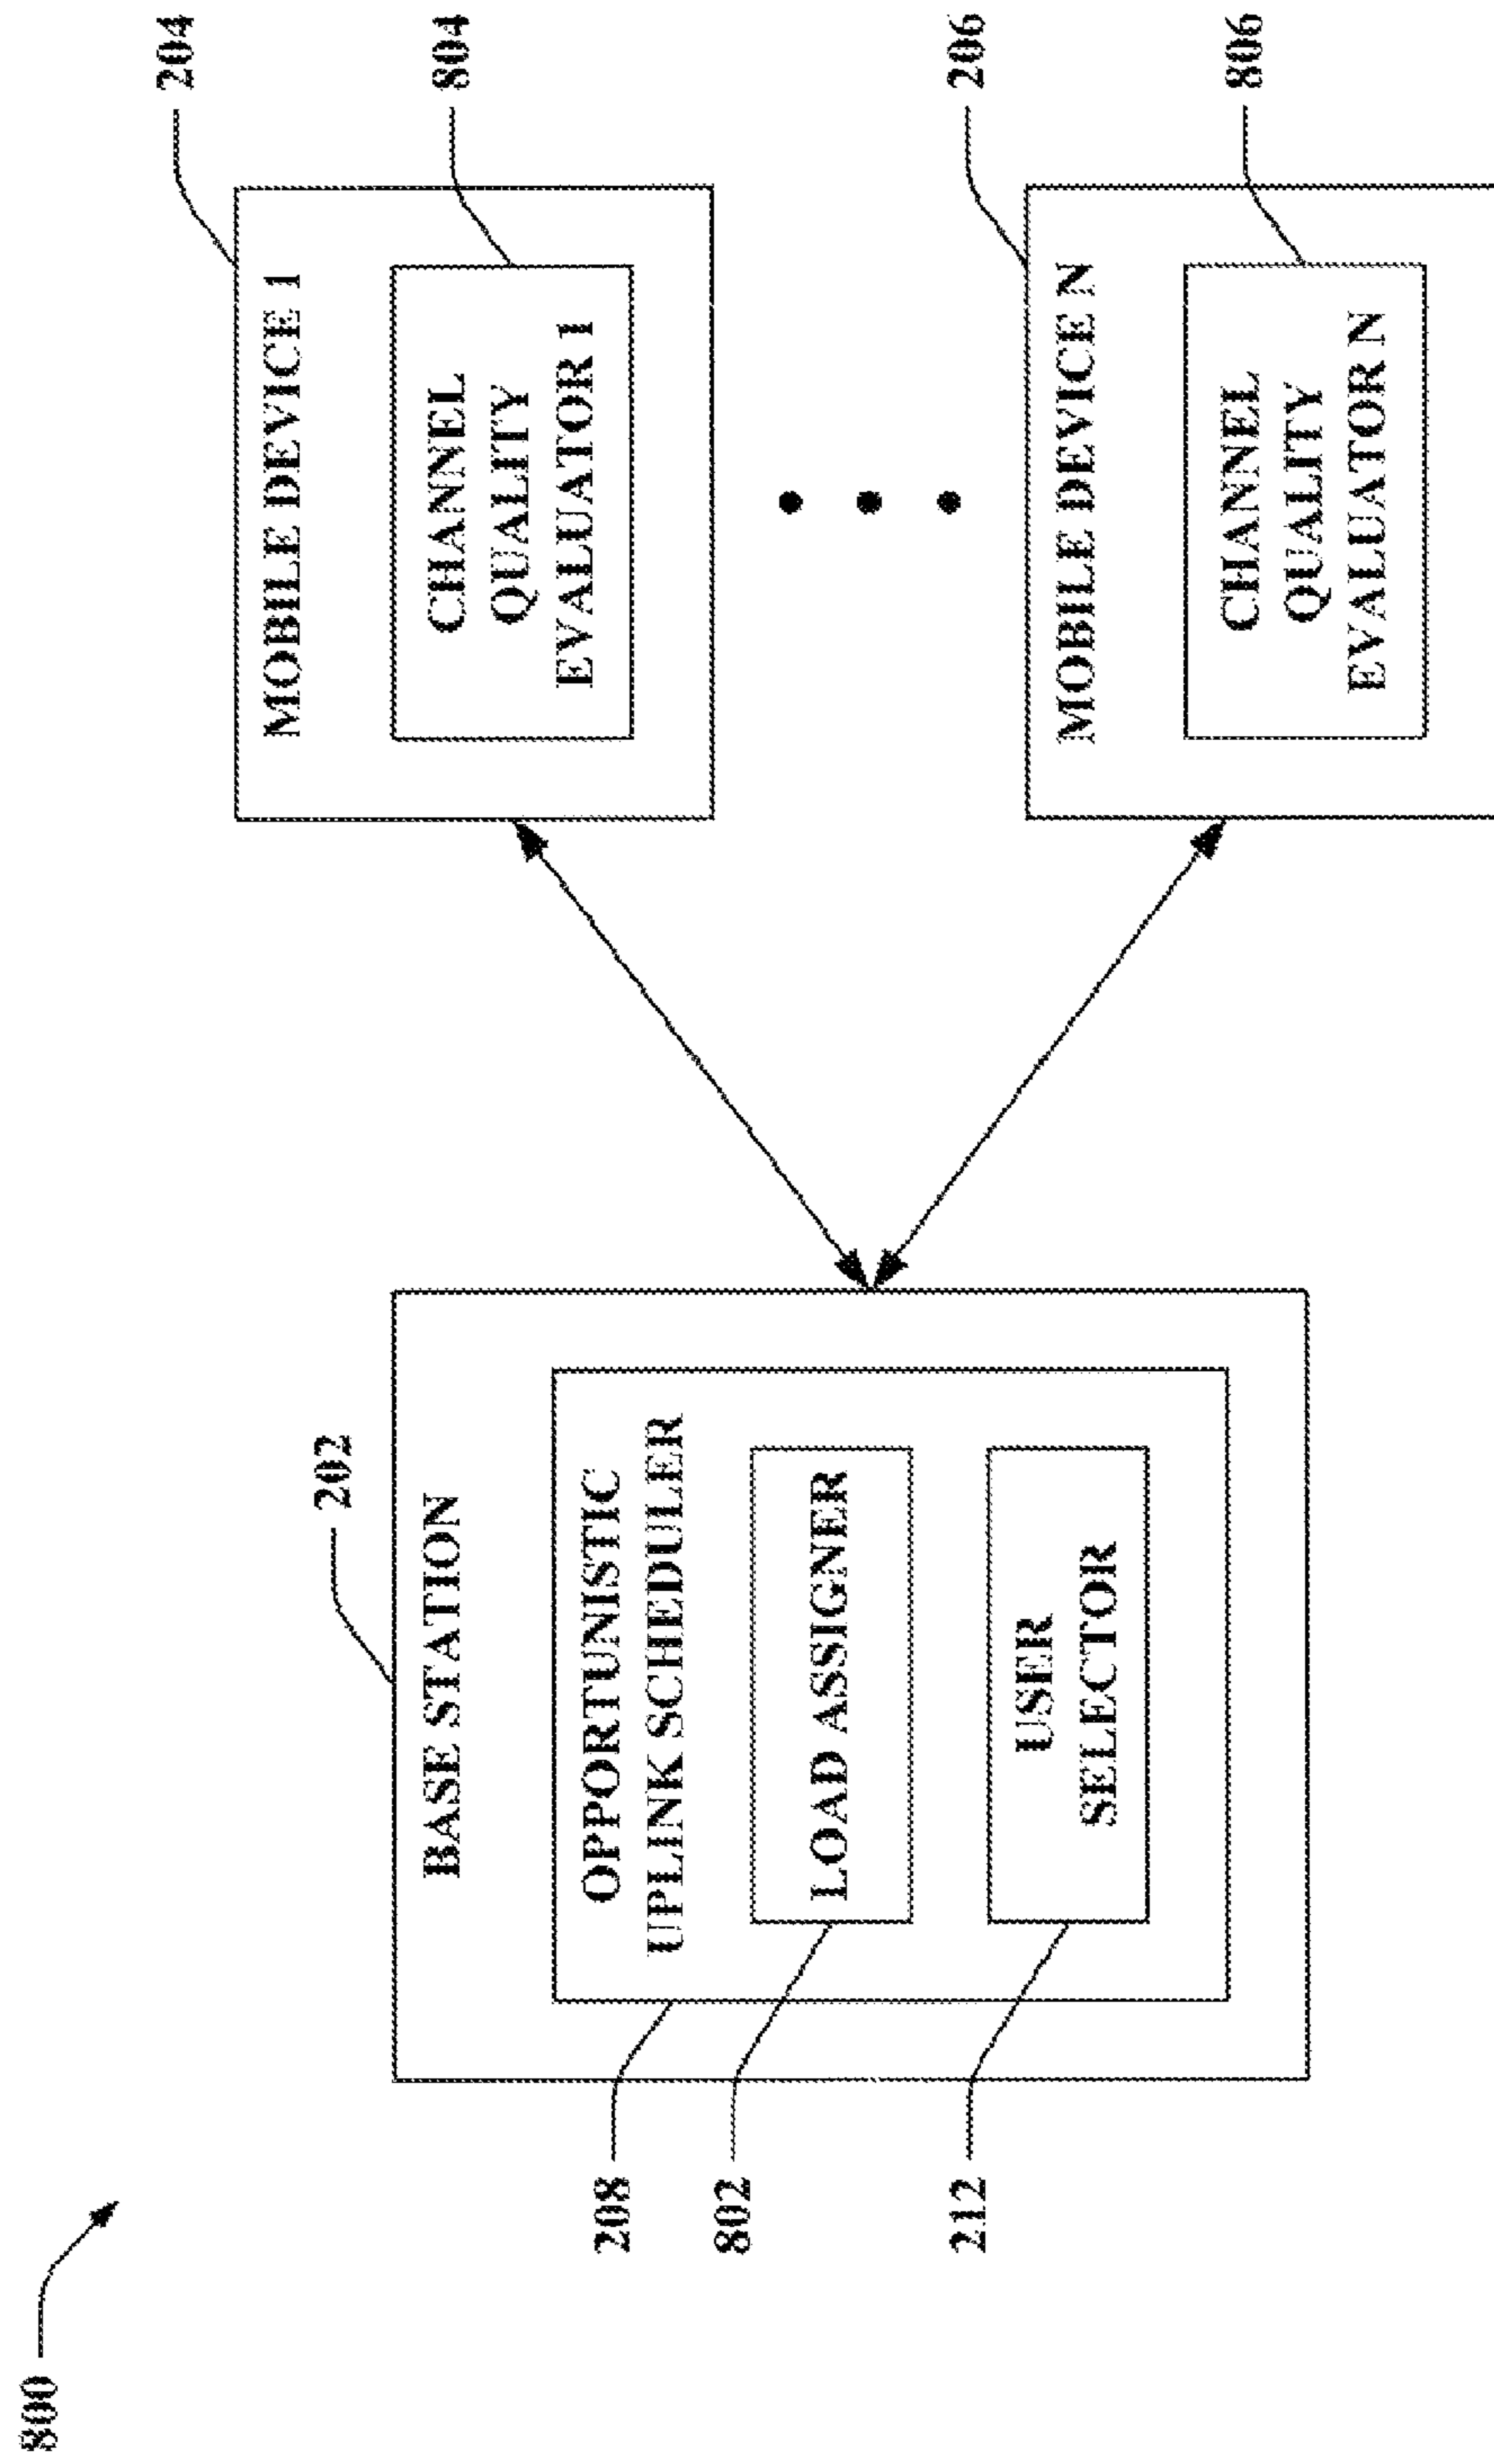 800
202
BASE STATION
OPPORTUNISTIC
UPLINK SCHEDULER
LOAD ASSIGNER
USER
SELECTOR
208
802
212
204
MOBILE DEVICE 1
CHANNEL
QUALITY
EVALUATOR 1
804
206
MOBILE DEVICE N
CHANNEL
QUALITY
EVALUATOR N
806